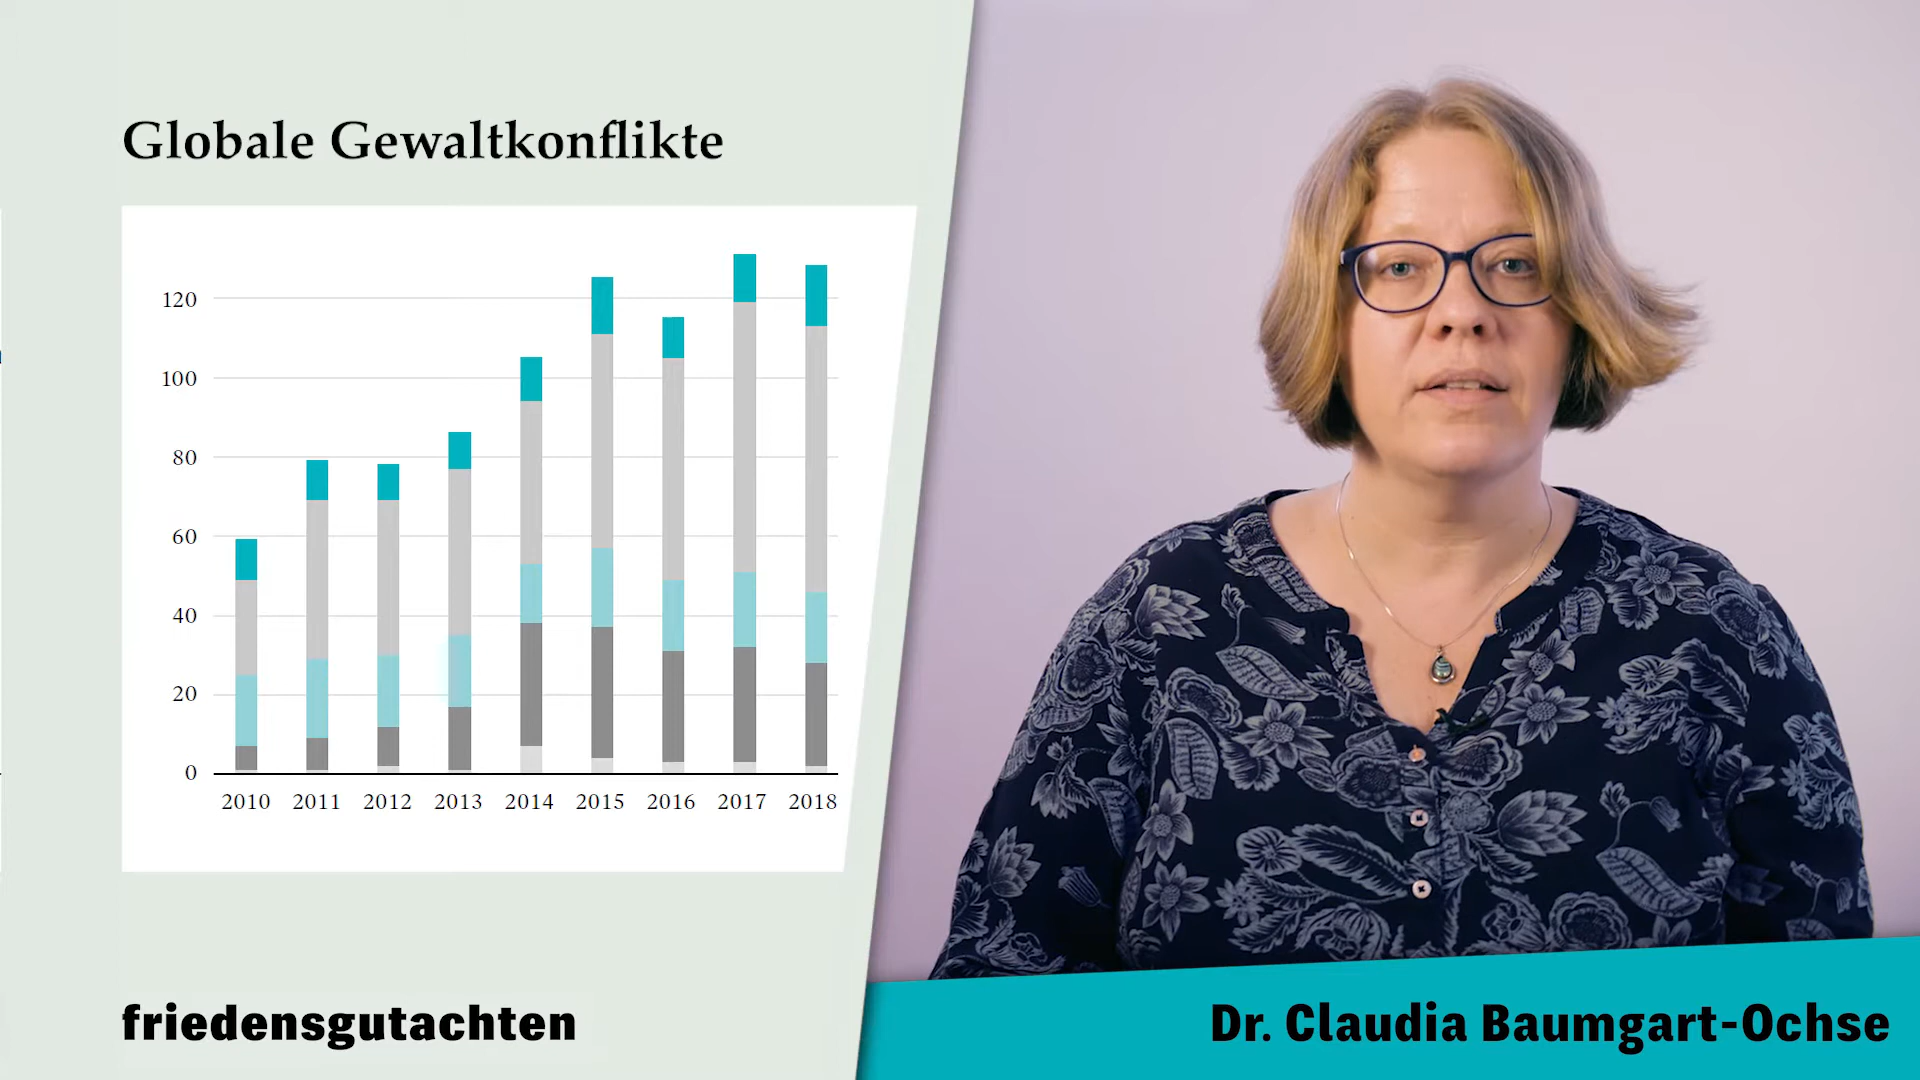 Globale Gewaltkonflikte
120
100
80
60
40
20
0
2010 2011 2012 2013 2014 2015 2016 2017 2018
friedensgutachten
Dr. Claudia Baumgart-Ochse